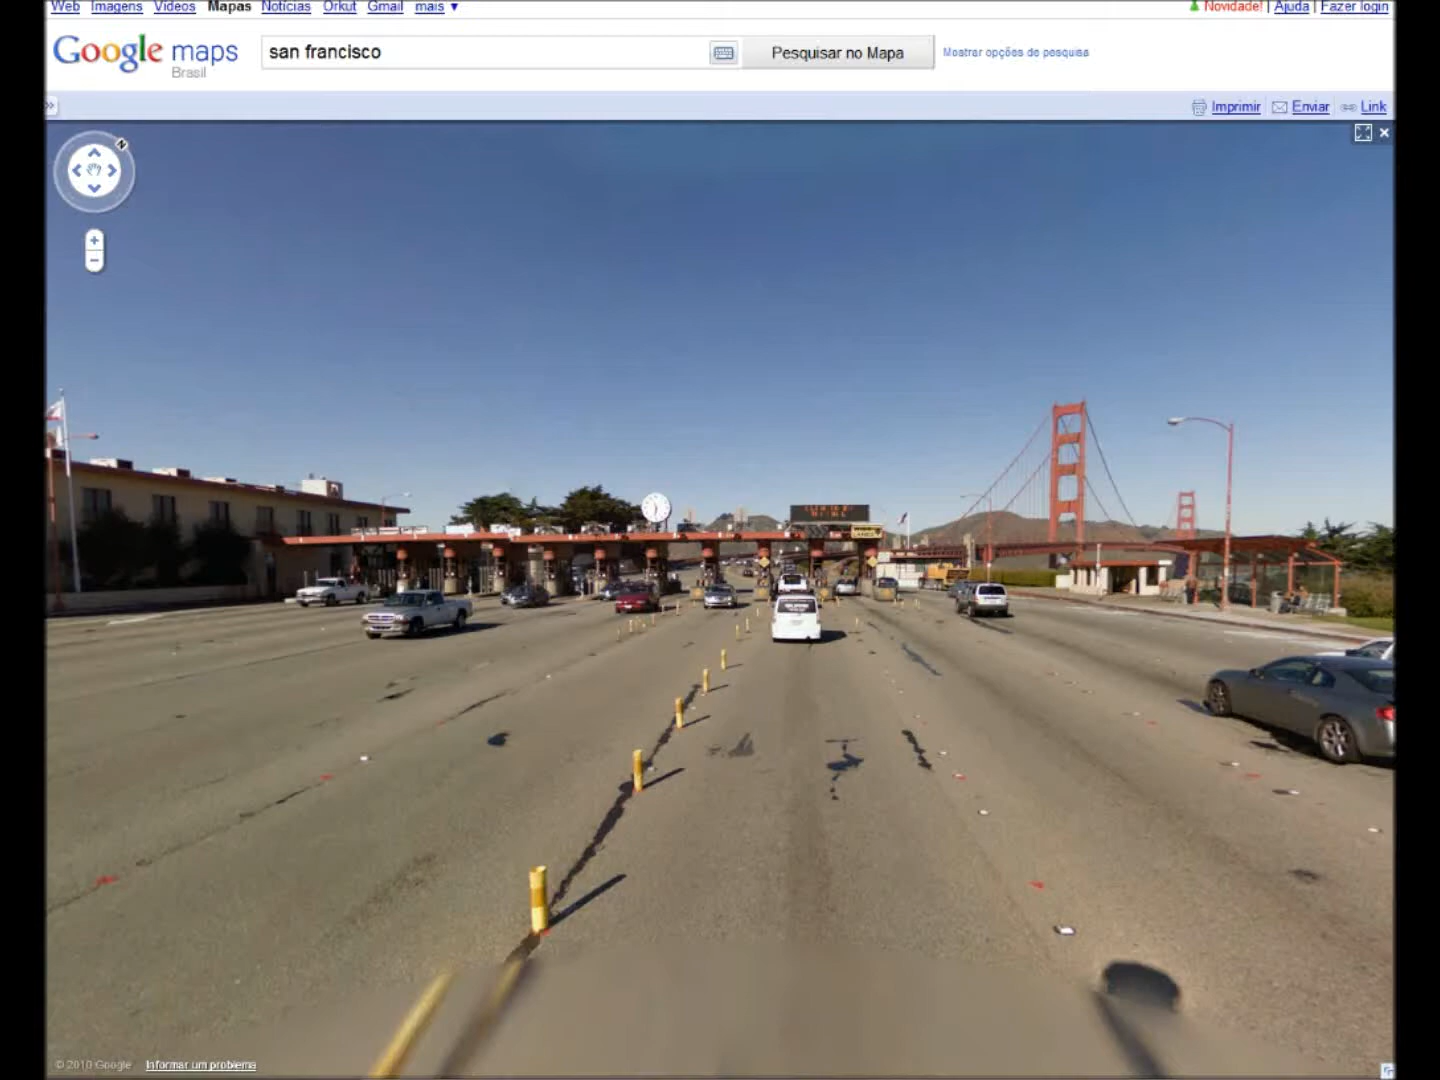 Web Imagens Vídeos Mapas Notícias Orkut Gmail mais ▼
Novidade! | Ajuda | Fazer login
Google maps
Brasil
san francisco
Pesquisar no Mapa
Mostrar opções de pesquisa
Imprimir Enviar Link
© 2010 Google Informar um problema